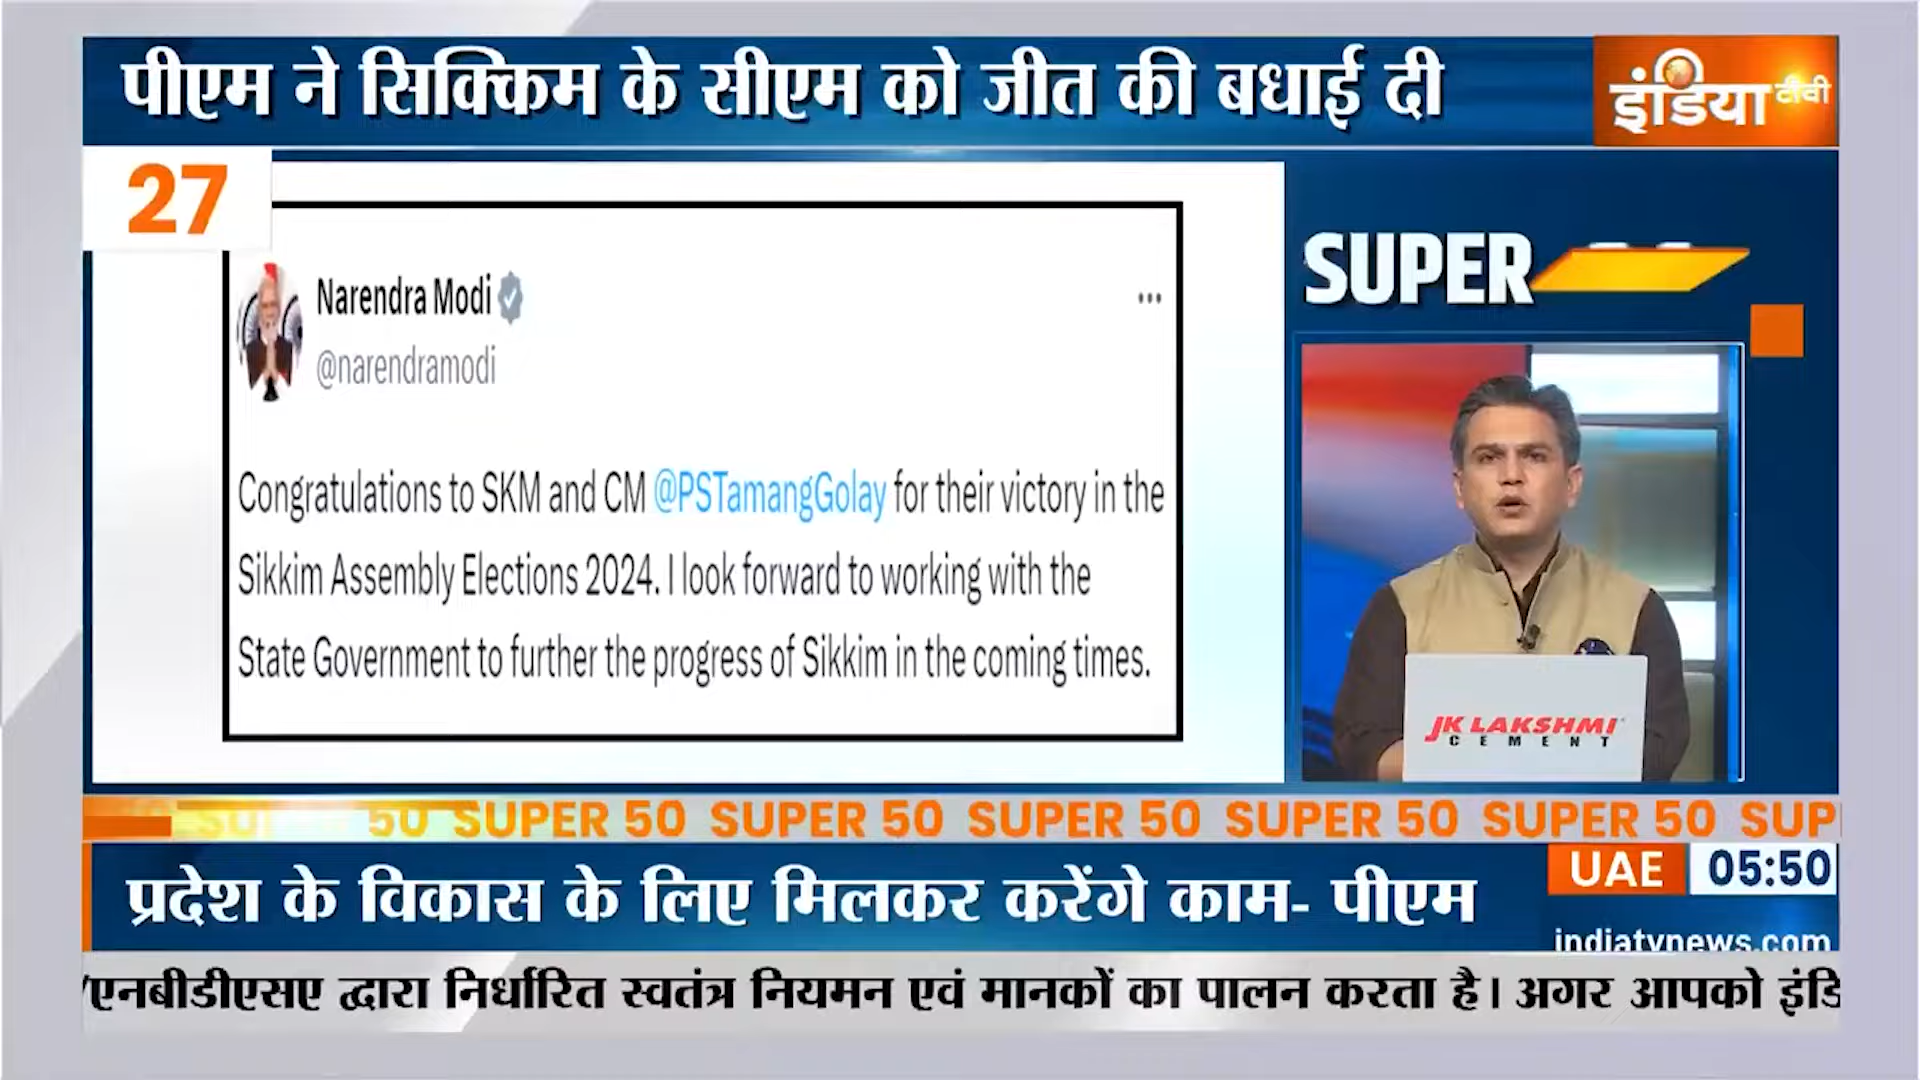 पीएम ने सिक्किम के सीएम को जीत की बधाई दी
इंडिया टीवी
27
SUPER
Narendra Modi
@narendramodi
Congratulations to SKM and CM @PSTamangGolay for their victory in the
Sikkim Assembly Elections 2024. I look forward to working with the
State Government to further the progress of Sikkim in the coming times.
JK LAKSHMI
CEMENT
50 SUPER 50 SUPER 50 SUPER 50 SUPER 50 SUPER 50 SUP
प्रदेश के विकास के लिए मिलकर करेंगे काम- पीएम
UAE 05:50
indiatvnews.com
/एनबीडीएसए द्वारा निर्धारित स्वतंत्र नियमन एवं मानकों का पालन करता है। अगर आपको इंडि